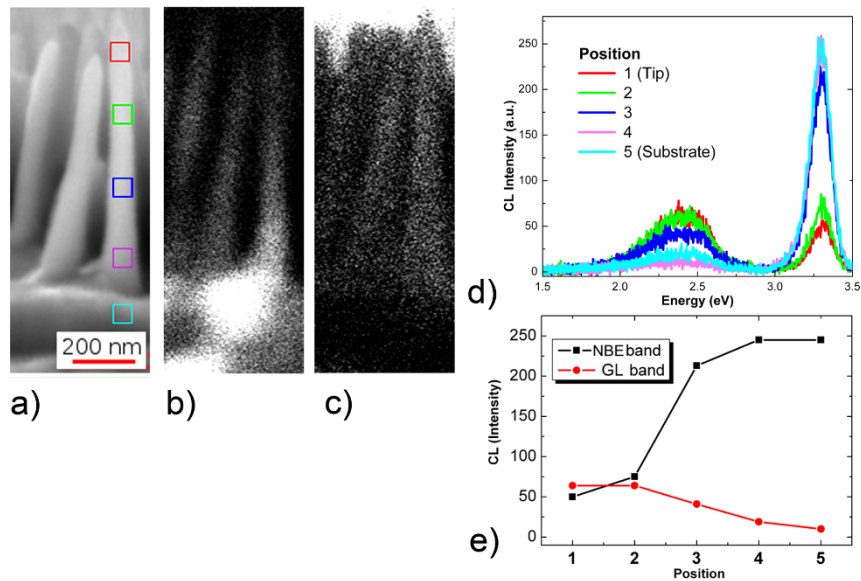 200 nm
a)
b)
c)
Position
1 (Tip)
2
3
4
5 (Substrate)
CL Intensity (a.u.)
250
200
150
100
50
0
1.5 2.0 2.5 3.0 3.5
Energy (eV)
d)
NBE band
GL band
CL (Intensity)
250
200
150
100
50
0
1 2 3 4 5
Position
e)